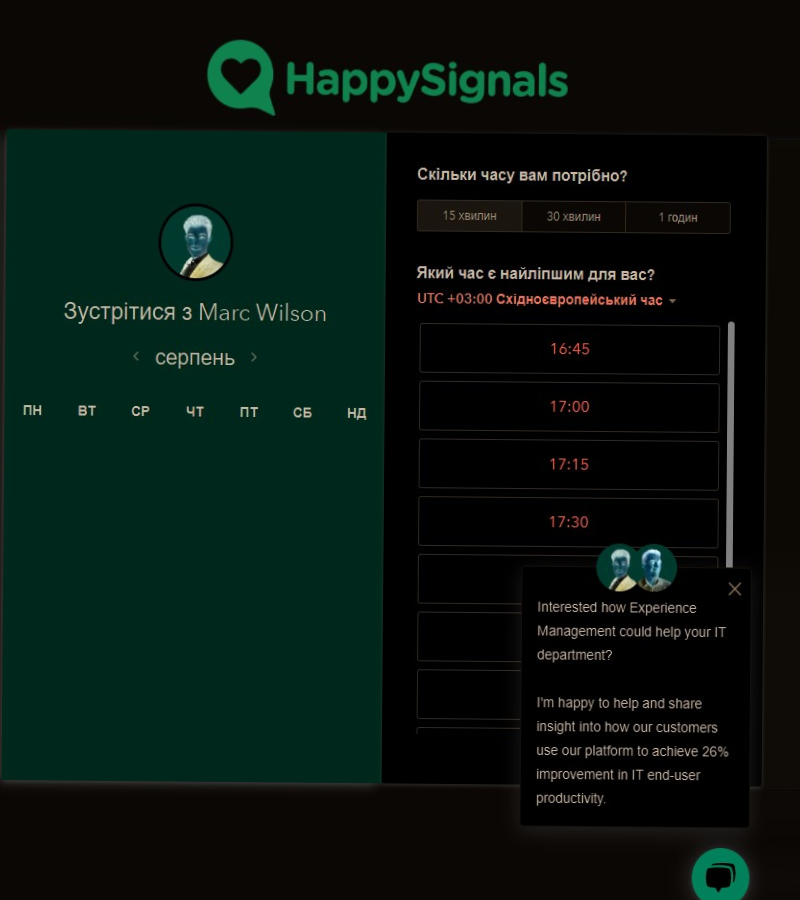 HappySignals
Зустрітися з Marc Wilson
серпень
ПН ВТ СР ЧТ ПТ СБ НД
Скільки часу вам потрібно?
15 хвилин 30 хвилин 1 годин
Який час є найліпшим для вас?
UTC +03:00 Східноєвропейський час
16:45
17:00
17:15
17:30
Interested how Experience
Management could help your IT
department?
I'm happy to help and share
insight into how our customers
use our platform to achieve 26%
improvement in IT end-user
productivity.